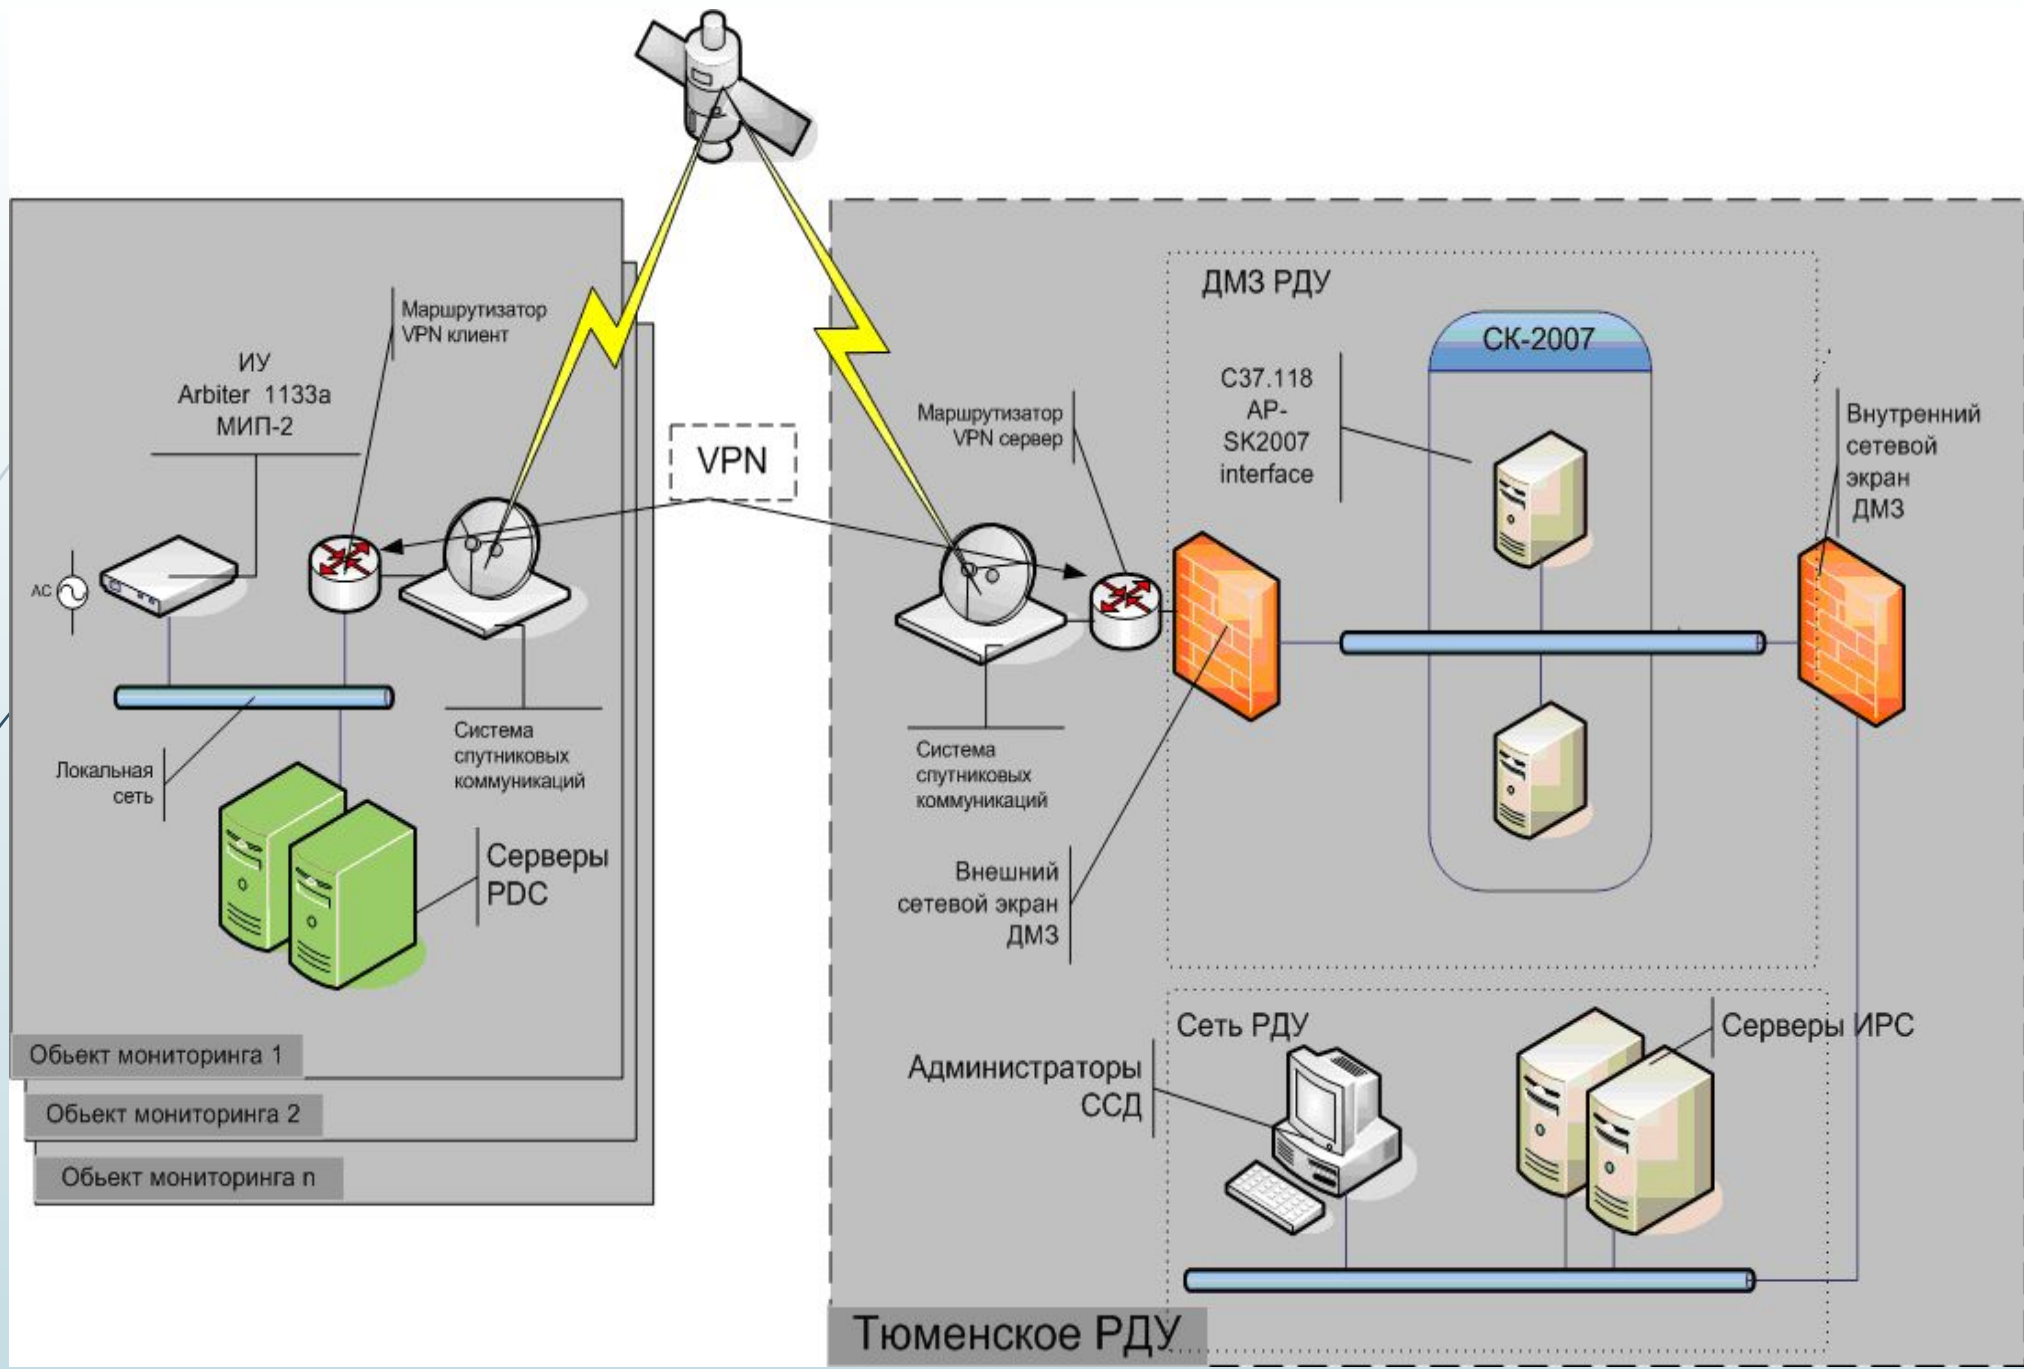 Маршрутизатор
VPN клиент
ИУ
Arbiter 1133а
МИП-2
AC
Локальная
сеть
Система
спутниковых
коммуникаций
Серверы
PDC
Обьект мониторинга 1
Обьект мониторинга 2
Обьект мониторинга n
VPN
ДМЗ РДУ
СК-2007
C37.118
AP-
SK2007
interface
Маршрутизатор
VPN сервер
Внутренний
сетевой
экран
ДМЗ
Система
спутниковых
коммуникаций
Внешний
сетевой экран
ДМЗ
Сеть РДУ
Администраторы
ССД
Серверы ИРС
Тюменское РДУ